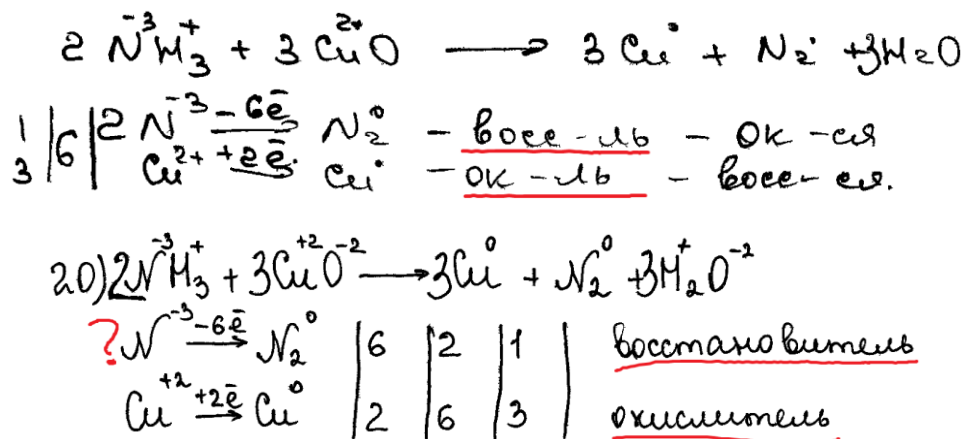 2 N⁻³H₃⁺ + 3 Cu²⁺O ⟶ 3 Cu⁰ + N₂⁰ + 3H₂O
1 | 6 | 2 N⁻³ −6ē → N₂⁰ – восс-ль – ок-ся
3 | | Cu²⁺ +2ē → Cu⁰ – ок-ль – восс-ся.
20) 2N⁻³H₃⁺ + 3Cu⁺²O⁻² ⟶ 3Cu⁰ + N₂⁰ + 3H₂⁺O⁻²
? N⁻³ −6ē → N₂⁰ | 6 | 2 | 1 | восстановитель
Cu⁺² +2ē → Cu⁰ | 2 | 6 | 3 | окислитель